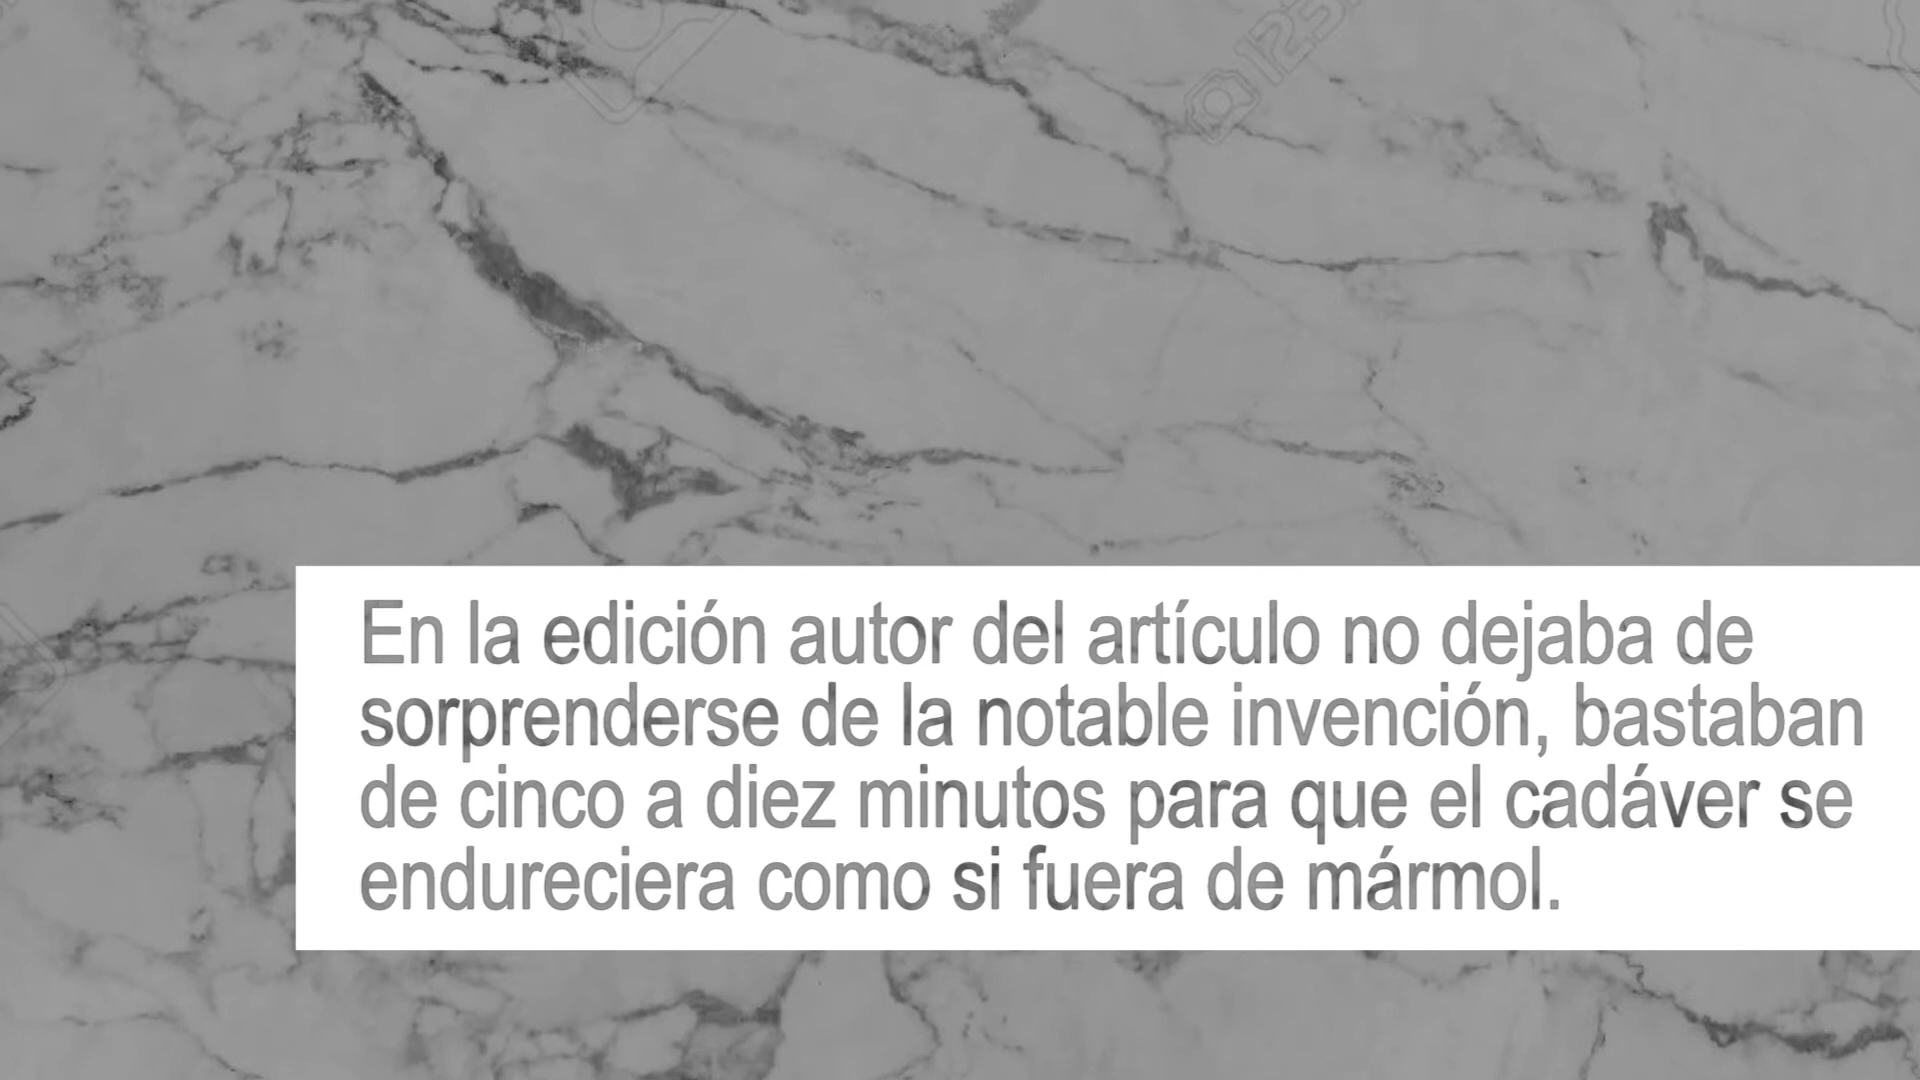 123
En la edición autor del artículo no dejaba de
sorprenderse de la notable invención, bastaban
de cinco a diez minutos para que el cadáver se
endureciera como si fuera de mármol.